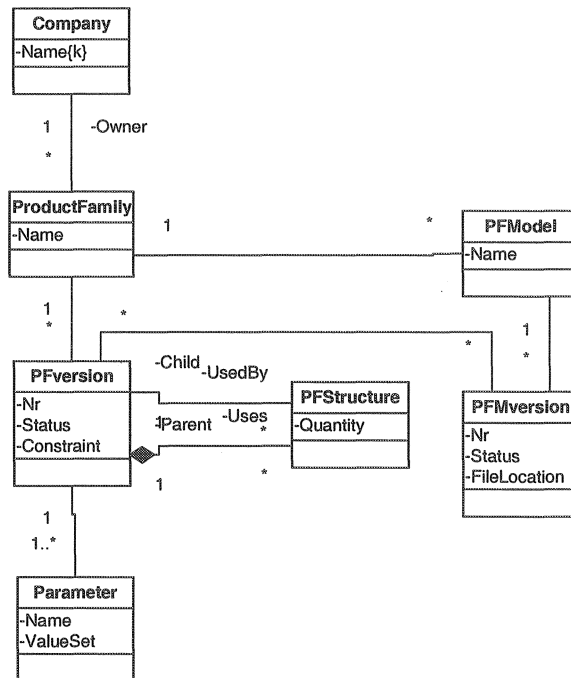 Company
-Name{k}
1
-Owner
*
ProductFamily
-Name
1
*
PFModel
-Name
1
*
*
*
1
*
PFversion
-Nr
-Status
-Constraint
-Child
-UsedBy
1
-Parent
-Uses
*
1
*
PFStructure
-Quantity
PFMversion
-Nr
-Status
-FileLocation
1
1..*
Parameter
-Name
-ValueSet